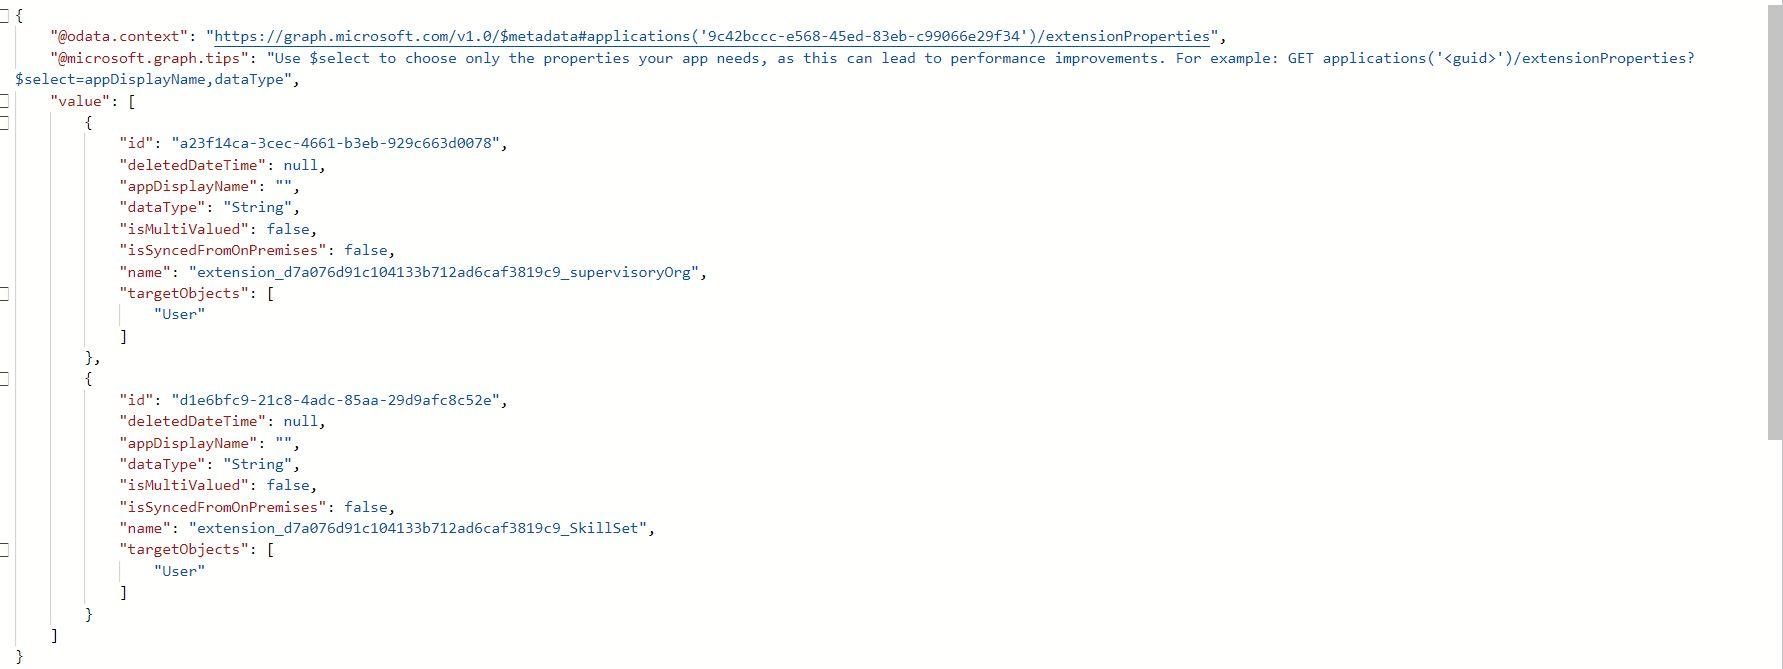 {
"@odata.context": "https://graph.microsoft.com/v1.0/$metadata#applications('9c42bccc-e568-45ed-83eb-c99066e29f34')/extensionProperties",
"@microsoft.graph.tips": "Use $select to choose only the properties your app needs, as this can lead to performance improvements. For example: GET applications('<guid>')/extensionProperties?
$select=appDisplayName,dataType",
"value": [
{
"id": "a23f14ca-3cec-4661-b3eb-929c663d0078",
"deletedDateTime": null,
"appDisplayName": "",
"dataType": "String",
"isMultiValued": false,
"isSyncedFromOnPremises": false,
"name": "extension_d7a076d91c104133b712ad6caf3819c9_supervisoryOrg",
"targetObjects": [
"User"
]
},
{
"id": "d1e6bfc9-21c8-4adc-85aa-29d9afc8c52e",
"deletedDateTime": null,
"appDisplayName": "",
"dataType": "String",
"isMultiValued": false,
"isSyncedFromOnPremises": false,
"name": "extension_d7a076d91c104133b712ad6caf3819c9_SkillSet",
"targetObjects": [
"User"
]
}
]
}